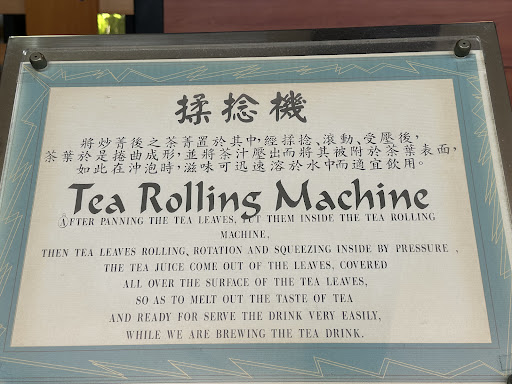 揉捻機
將炒菁後之茶菁置於其中,經揉捻、滾動、受壓後,
茶葉於是捲曲成形,並將茶汁壓出而將其被附於茶葉表面,
如此在沖泡時,滋味可迅速溶於水中而適宜飲用。
Tea Rolling Machine
AFTER PANNING THE TEA LEAVES, PUT THEM INSIDE THE TEA ROLLING
MACHINE.
THEN TEA LEAVES ROLLING, ROTATION AND SQUEEZING INSIDE BY PRESSURE ,
THE TEA JUICE COME OUT OF THE LEAVES, COVERED
ALL OVER THE SURFACE OF THE TEA LEAVES,
SO AS TO MELT OUT THE TASTE OF TEA
AND READY FOR SERVE THE DRINK VERY EASILY,
WHILE WE ARE BREWING THE TEA DRINK.